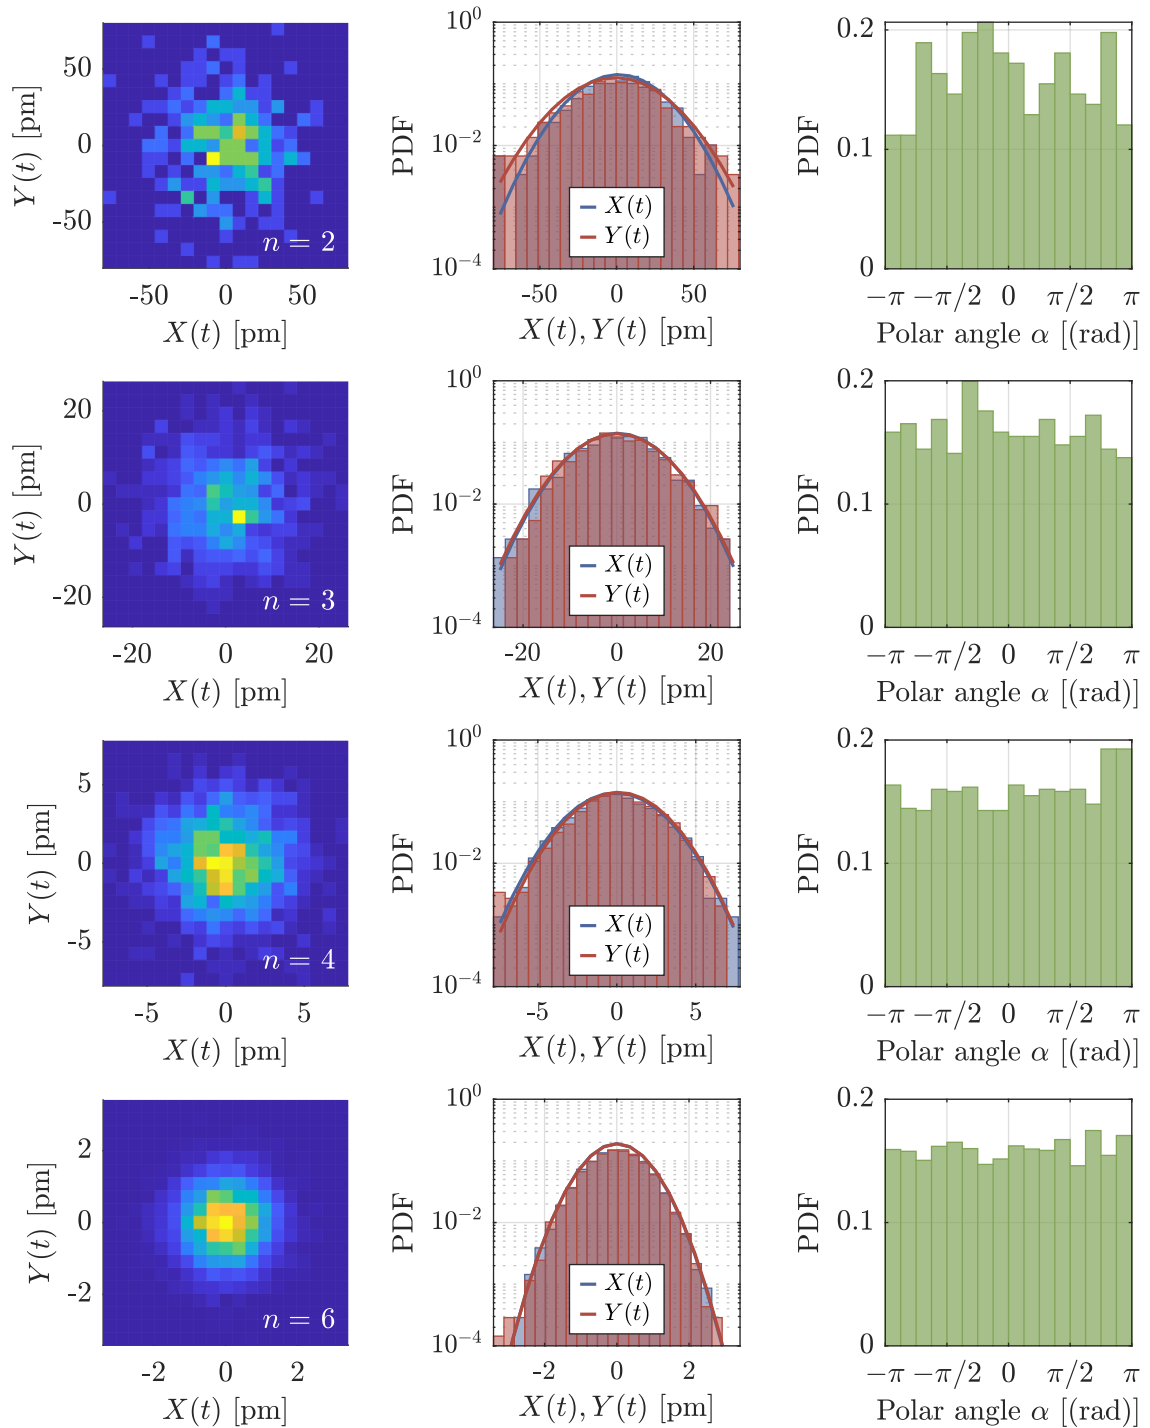 50
0
-50
Y(t) [pm]
n = 2
-50 0 50
X(t) [pm]
10^0
10^-2
10^-4
PDF
X(t)
Y(t)
-50 0 50
X(t), Y(t) [pm]
0.2
0.1
0
PDF
−π −π/2 0 π/2 π
Polar angle α [(rad)]
20
0
-20
Y(t) [pm]
n = 3
-20 0 20
X(t) [pm]
10^0
10^-2
10^-4
PDF
X(t)
Y(t)
-20 0 20
X(t), Y(t) [pm]
0.2
0.1
0
PDF
−π −π/2 0 π/2 π
Polar angle α [(rad)]
5
0
-5
Y(t) [pm]
n = 4
-5 0 5
X(t) [pm]
10^0
10^-2
10^-4
PDF
X(t)
Y(t)
-5 0 5
X(t), Y(t) [pm]
0.2
0.1
0
PDF
−π −π/2 0 π/2 π
Polar angle α [(rad)]
2
0
-2
Y(t) [pm]
n = 6
-2 0 2
X(t) [pm]
10^0
10^-2
10^-4
PDF
X(t)
Y(t)
-2 0 2
X(t), Y(t) [pm]
0.2
0.1
0
PDF
−π −π/2 0 π/2 π
Polar angle α [(rad)]